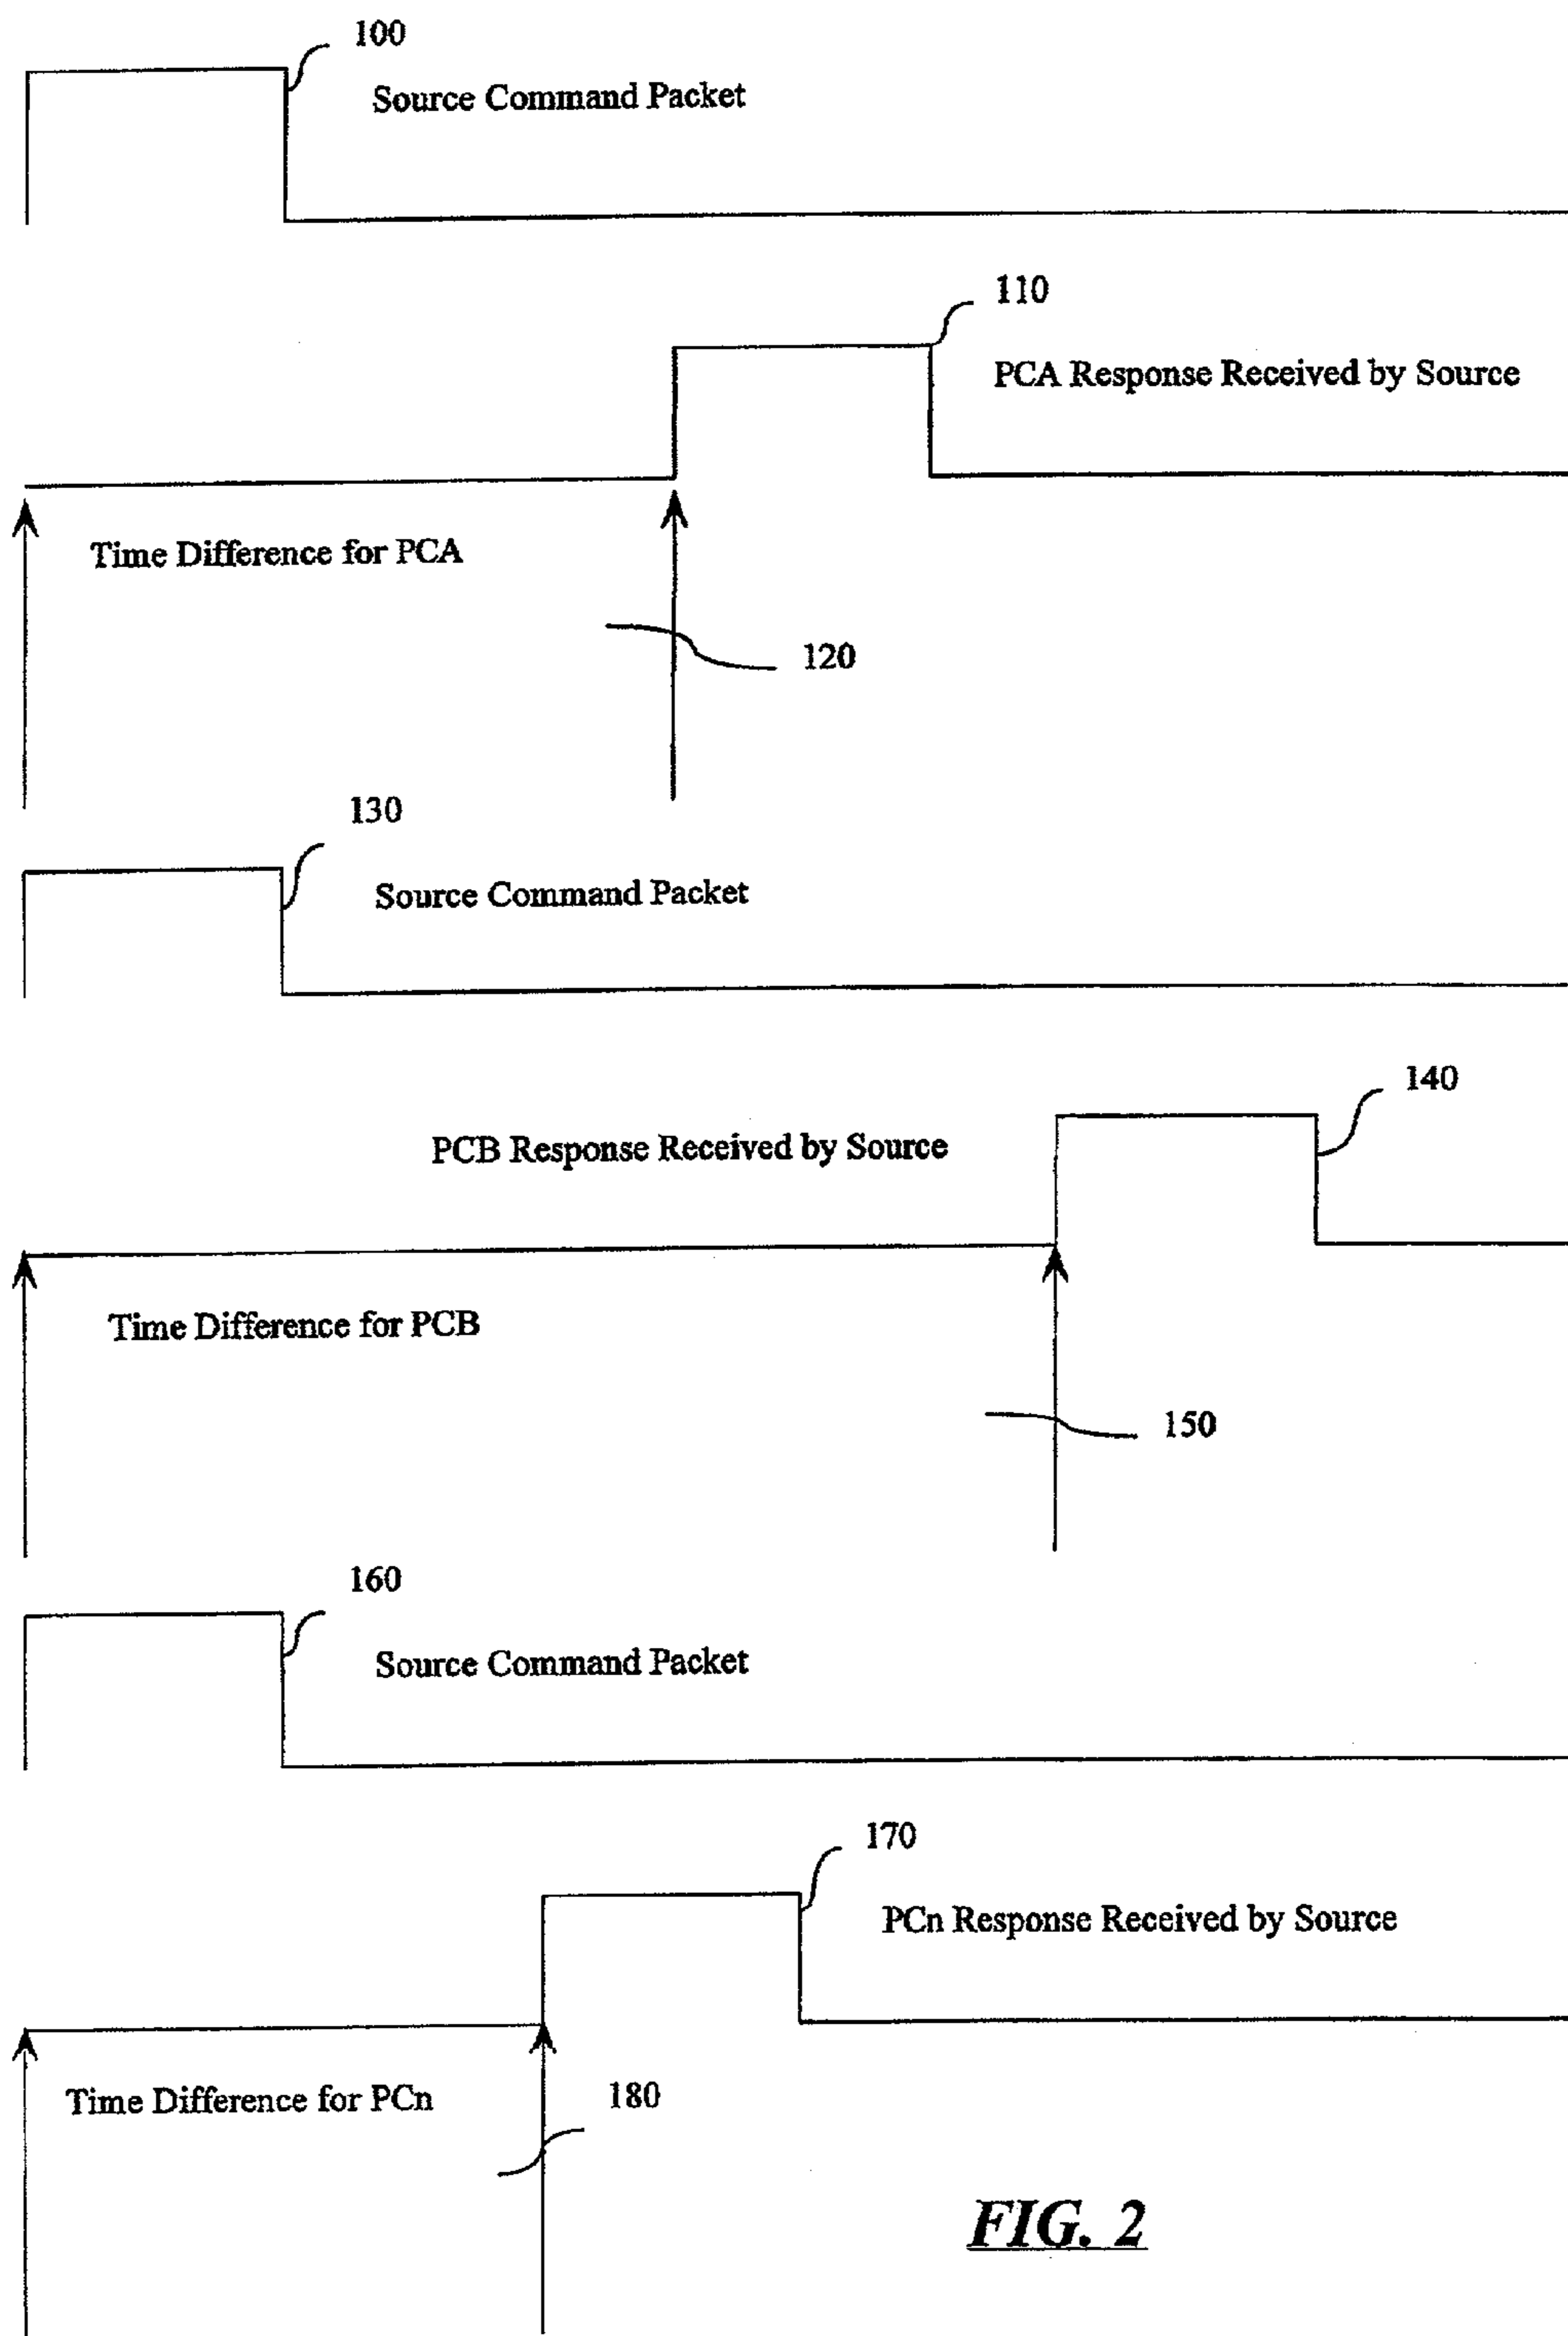 100
Source Command Packet
110
PCA Response Received by Source
Time Difference for PCA
120
130
Source Command Packet
140
PCB Response Received by Source
Time Difference for PCB
150
160
Source Command Packet
170
PCn Response Received by Source
Time Difference for PCn
180
FIG. 2